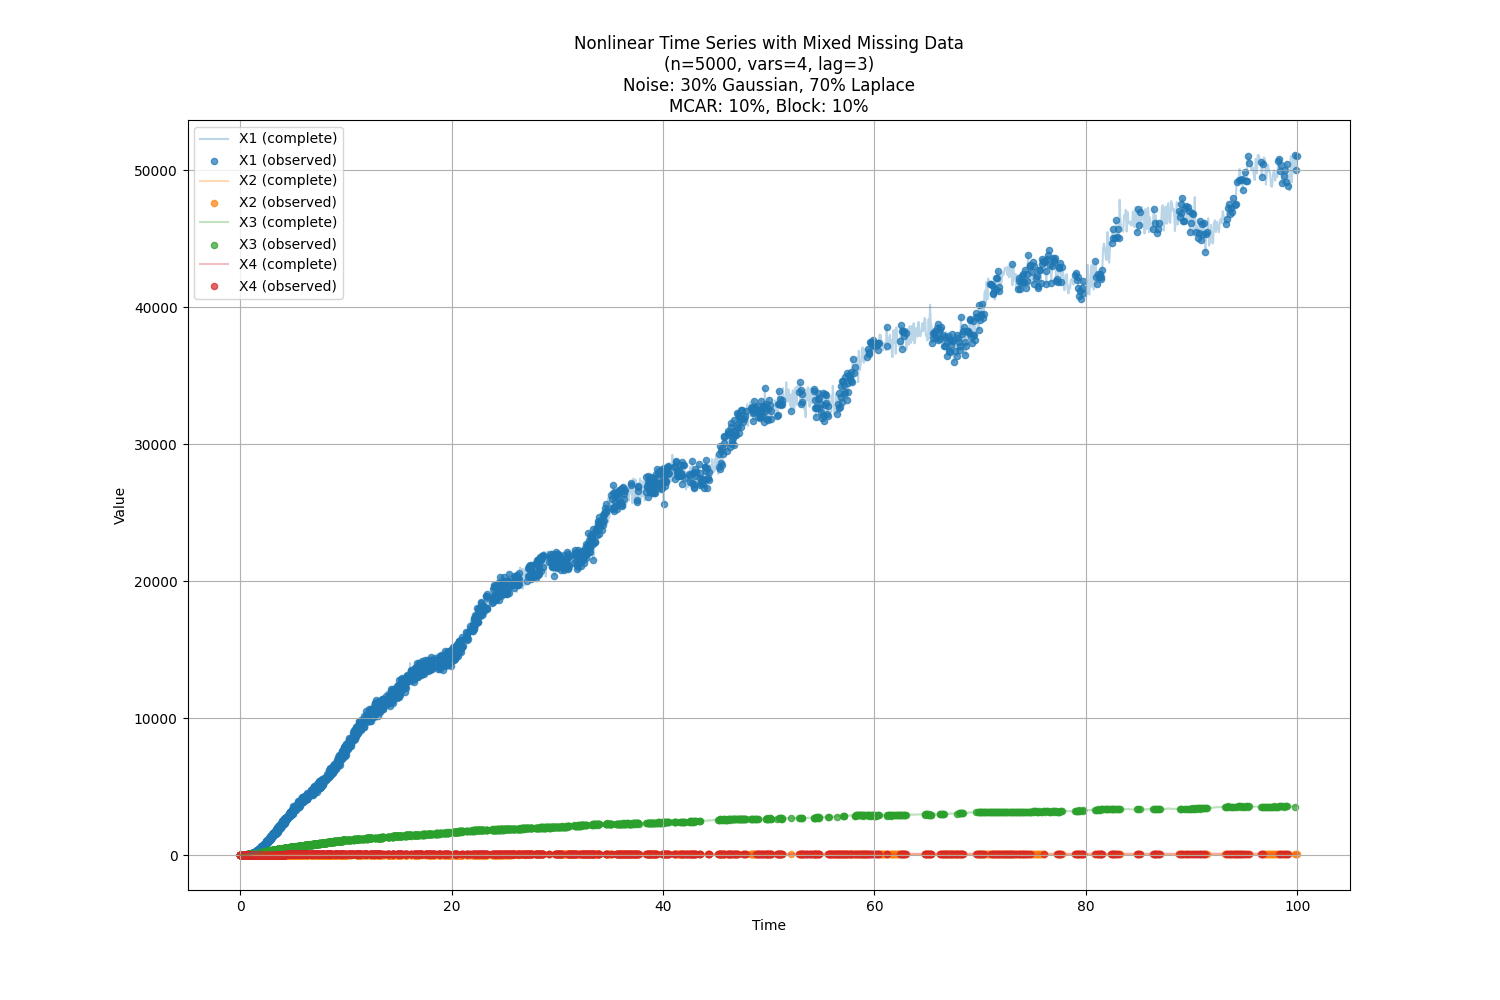 Nonlinear Time Series with Mixed Missing Data
(n=5000, vars=4, lag=3)
Noise: 30% Gaussian, 70% Laplace
MCAR: 10%, Block: 10%
X1 (complete)
X1 (observed)
X2 (complete)
X2 (observed)
X3 (complete)
X3 (observed)
X4 (complete)
X4 (observed)
50000
40000
30000
20000
10000
0
Value
0 20 40 60 80 100
Time